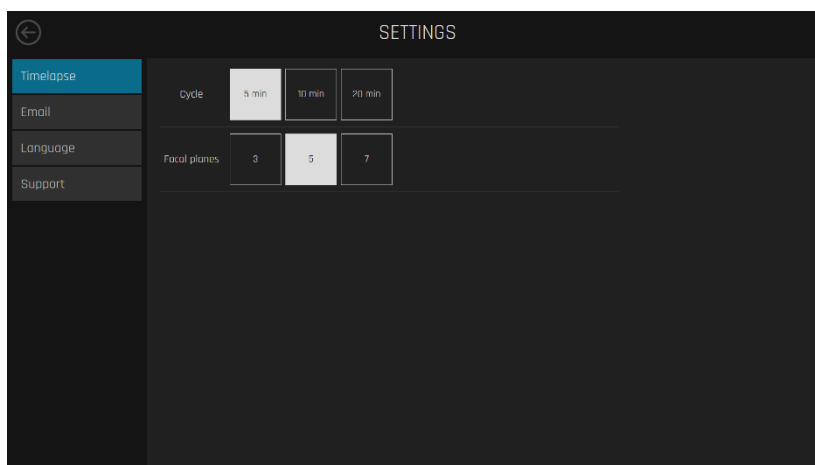 SETTINGS
Timelapse
Email
Language
Support
Cycle 5 min 10 min 20 min
Focal planes 3 5 7